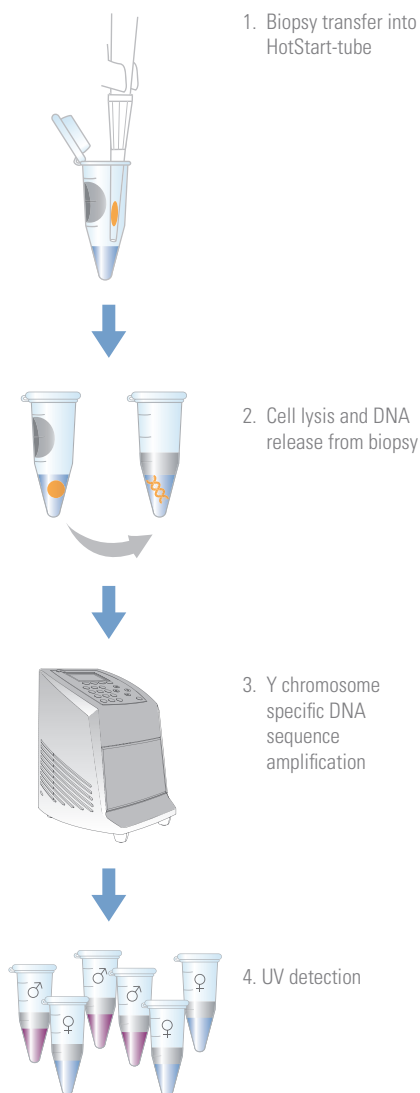 1. Biopsy transfer into
HotStart-tube
2. Cell lysis and DNA
release from biopsy
3. Y chromosome
specific DNA
sequence
amplification
4. UV detection
♂ ♂ ♂ ♀
♀ ♀